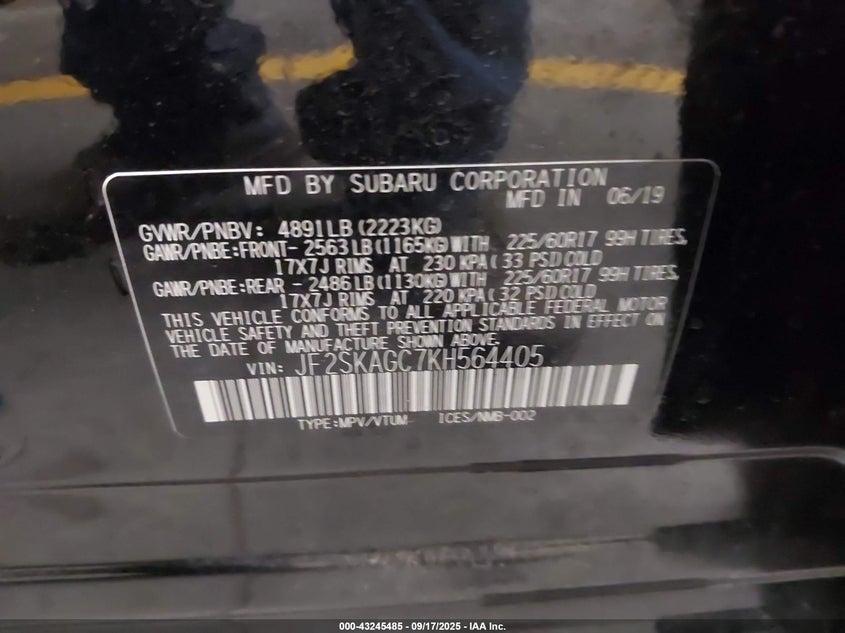 MFD BY SUBARU CORPORATION
MFD IN 06/19
GVWR/PNBV: 4891LB(2223KG)
GAWR/PNBE:FRONT- 2563LB(1165KG)WITH 225/60R17 99H TIRES,
17X7J RIMS AT 230 KPA( 33 PSI)COLD
GAWR/PNBE:REAR - 2486LB(1130KG)WITH 225/60R17 99H TIRES,
17X7J RIMS AT 220 KPA( 32 PSI)COLD
THIS VEHICLE CONFORMS TO ALL APPLICABLE FEDERAL MOTOR
VEHICLE SAFETY AND THEFT PREVENTION STANDARDS IN EFFECT ON
THE DATE OF MANUFACTURE SHOWN ABOVE.
VIN: JF2SKAGC7KH564405
TYPE:MPV/VTUM ICES/NMB-002
000-43245485 - 09/17/2025 - IAA Inc.